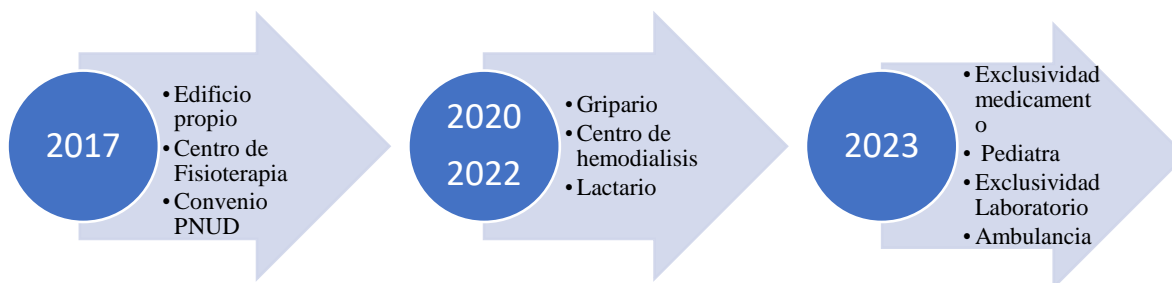 2017
• Edificio
propio
• Centro de
Fisioterapia
• Convenio
PNUD
2020
2022
• Gripario
• Centro de
hemodialisis
• Lactario
2023
• Exclusividad
medicament
o
• Pediatra
• Exclusividad
Laboratorio
• Ambulancia